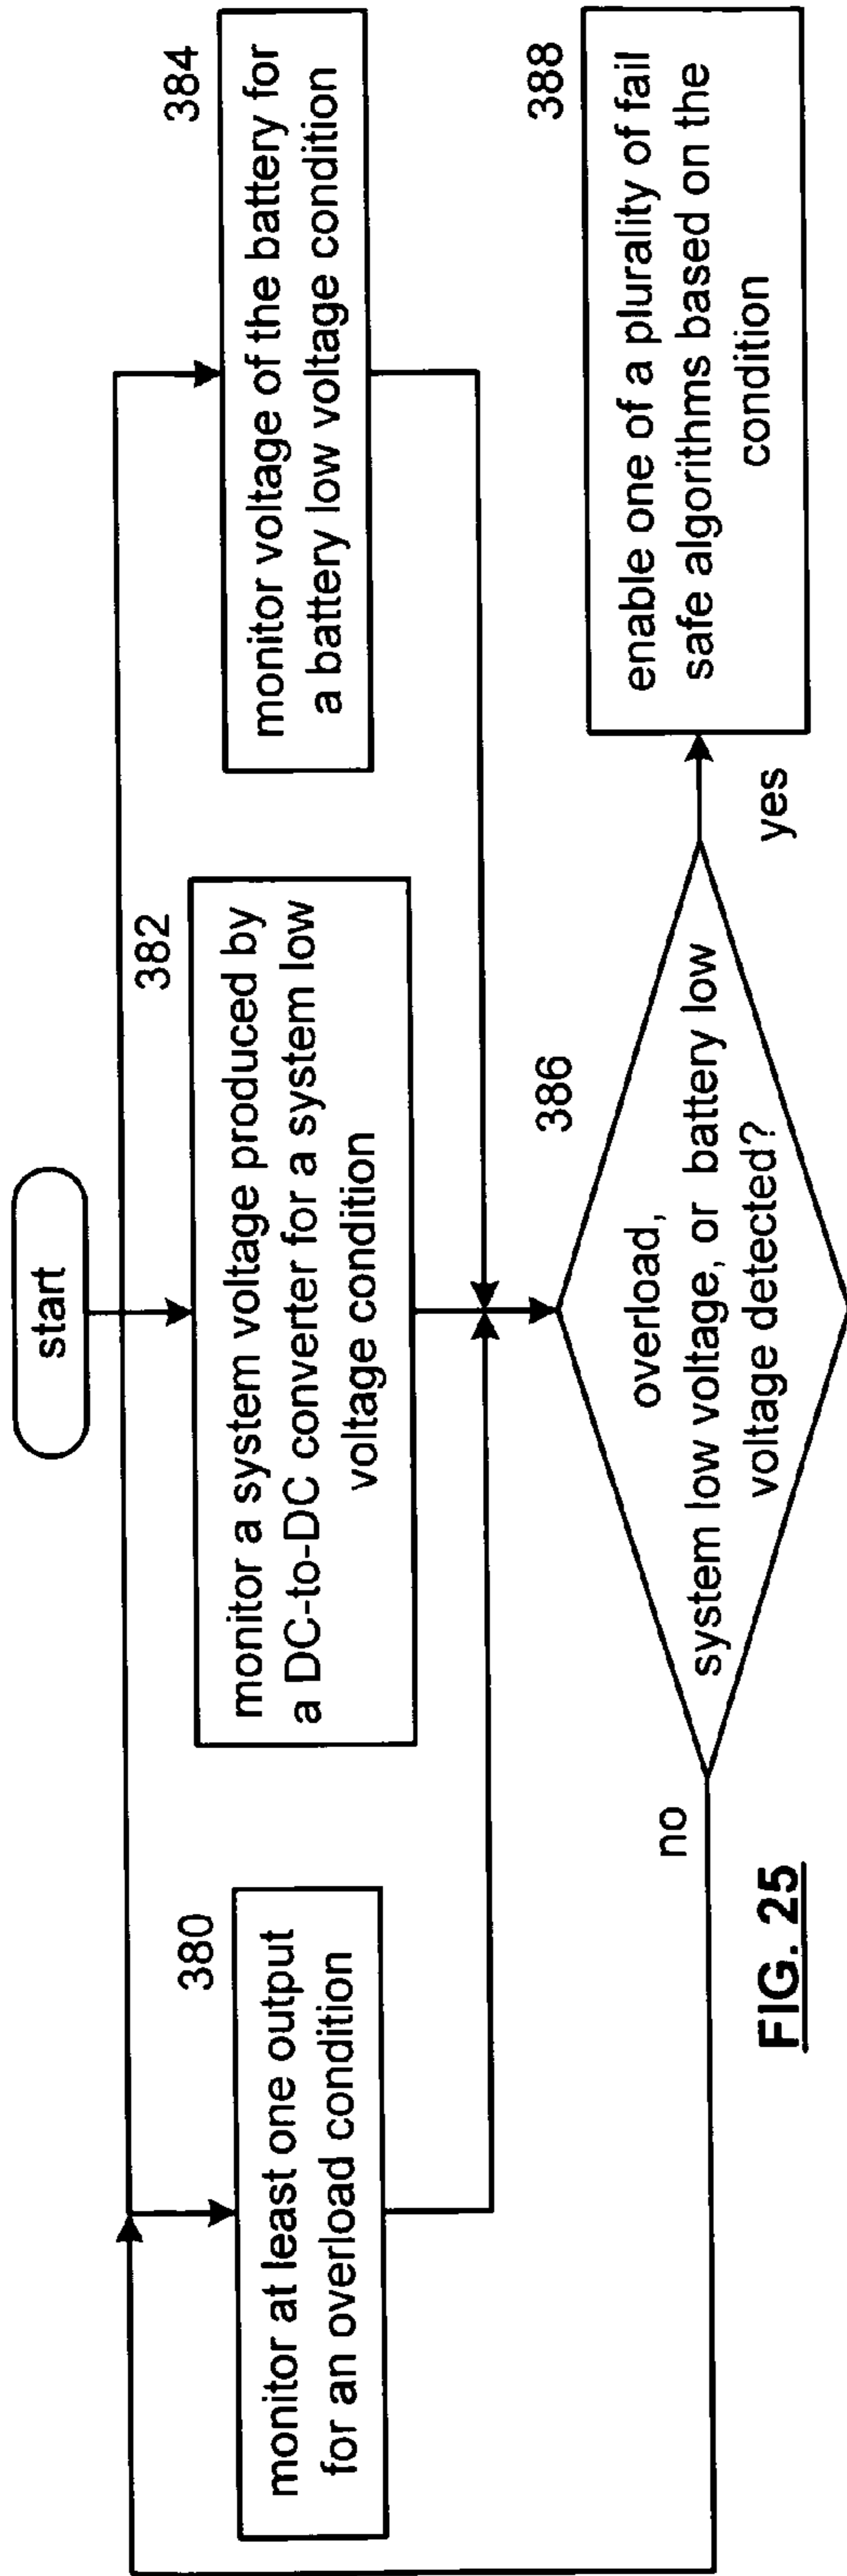 start
380
monitor at least one output
for an overload condition
382
monitor a system voltage produced by
a DC-to-DC converter for a system low
voltage condition
384
monitor voltage of the battery for
a battery low voltage condition
386
overload,
system low voltage, or battery low
voltage detected?
no
yes
388
enable one of a plurality of fail
safe algorithms based on the
condition
FIG. 25